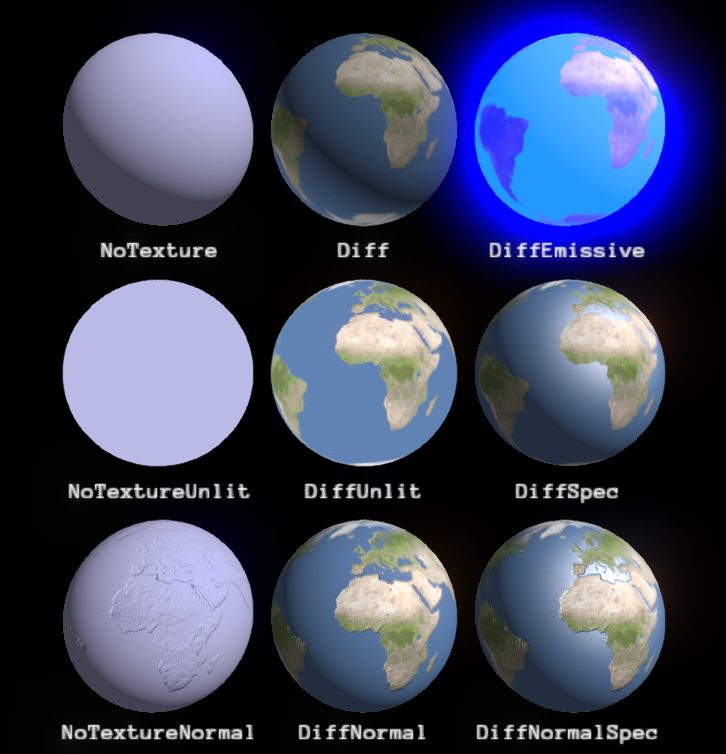 NoTexture
Diff
DiffEmissive
NoTextureUnlit
DiffUnlit
DiffSpec
NoTextureNormal
DiffNormal
DiffNormalSpec